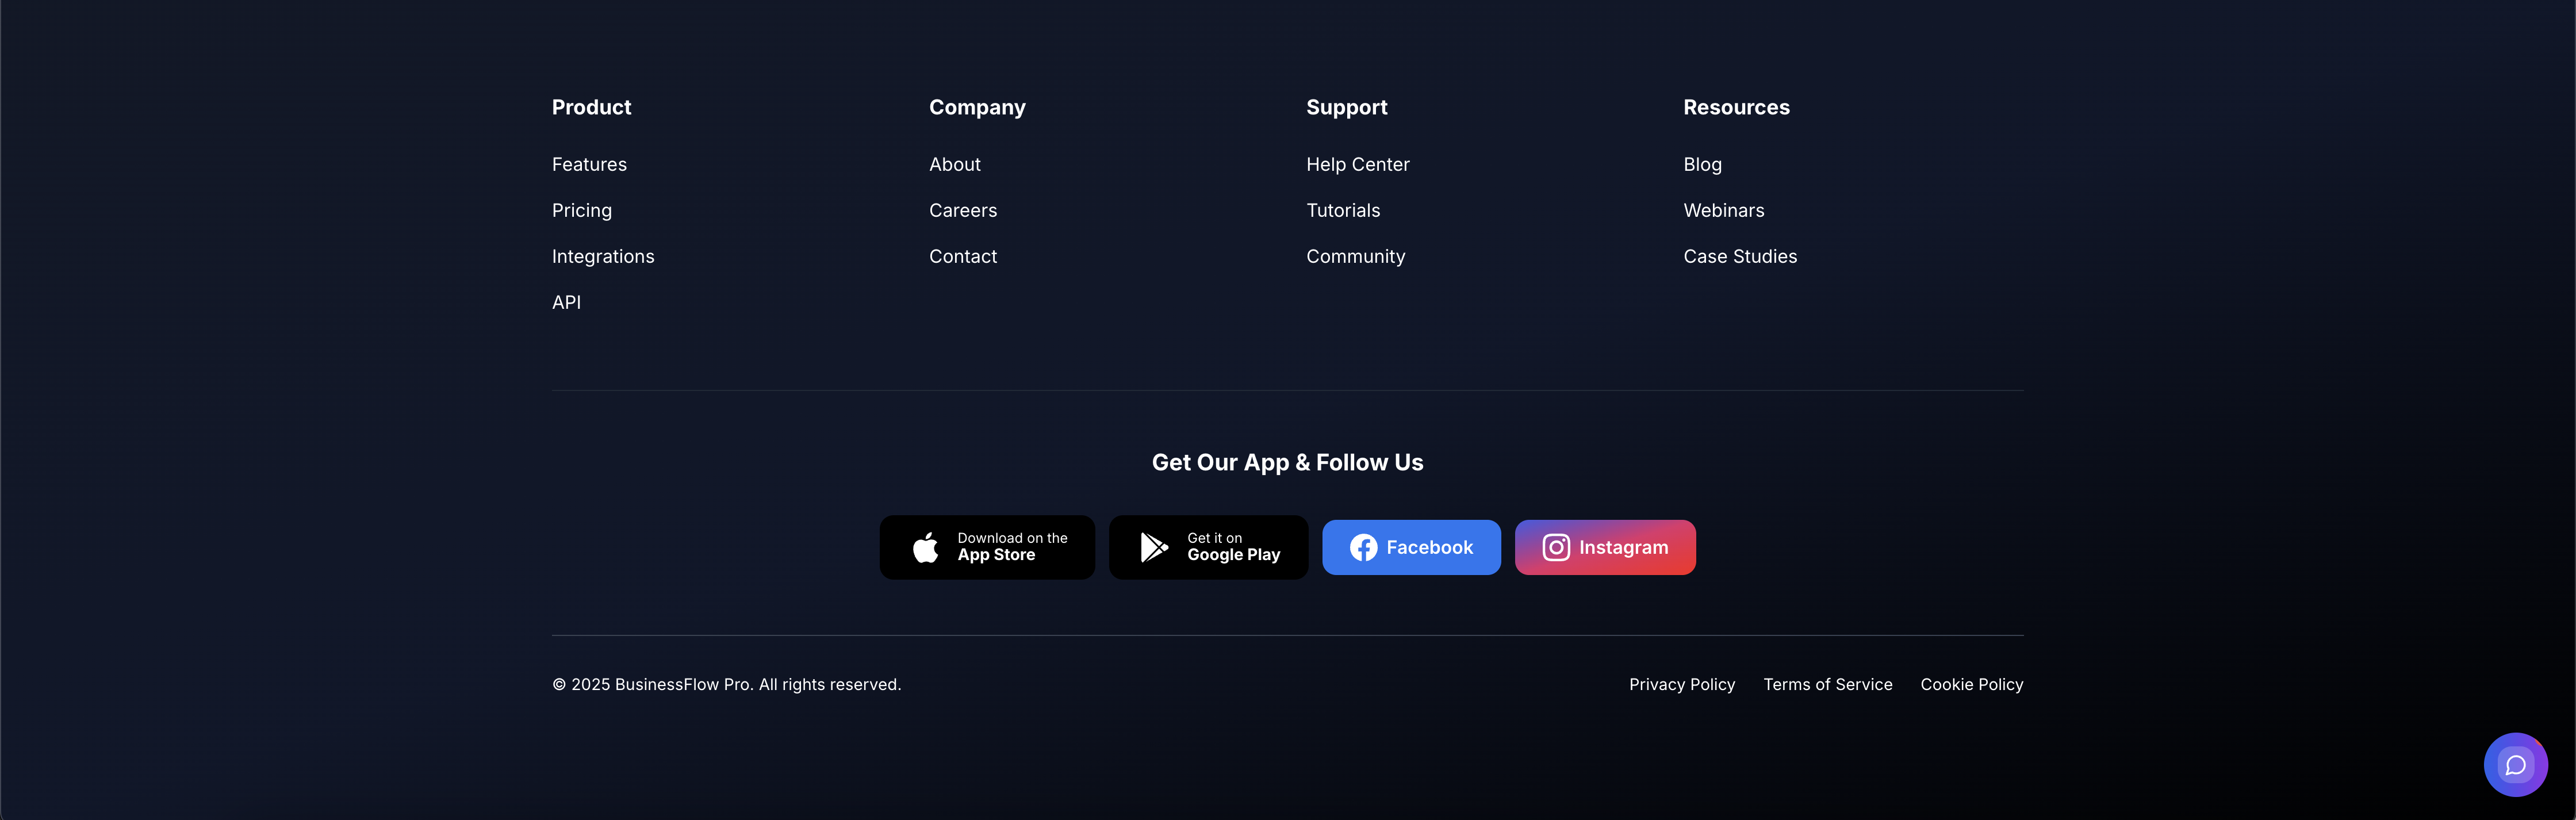 Product
Features
Pricing
Integrations
API
Company
About
Careers
Contact
Support
Help Center
Tutorials
Community
Resources
Blog
Webinars
Case Studies
Get Our App & Follow Us
Download on the
App Store
Get it on
Google Play
Facebook
Instagram
© 2025 BusinessFlow Pro. All rights reserved.
Privacy Policy
Terms of Service
Cookie Policy